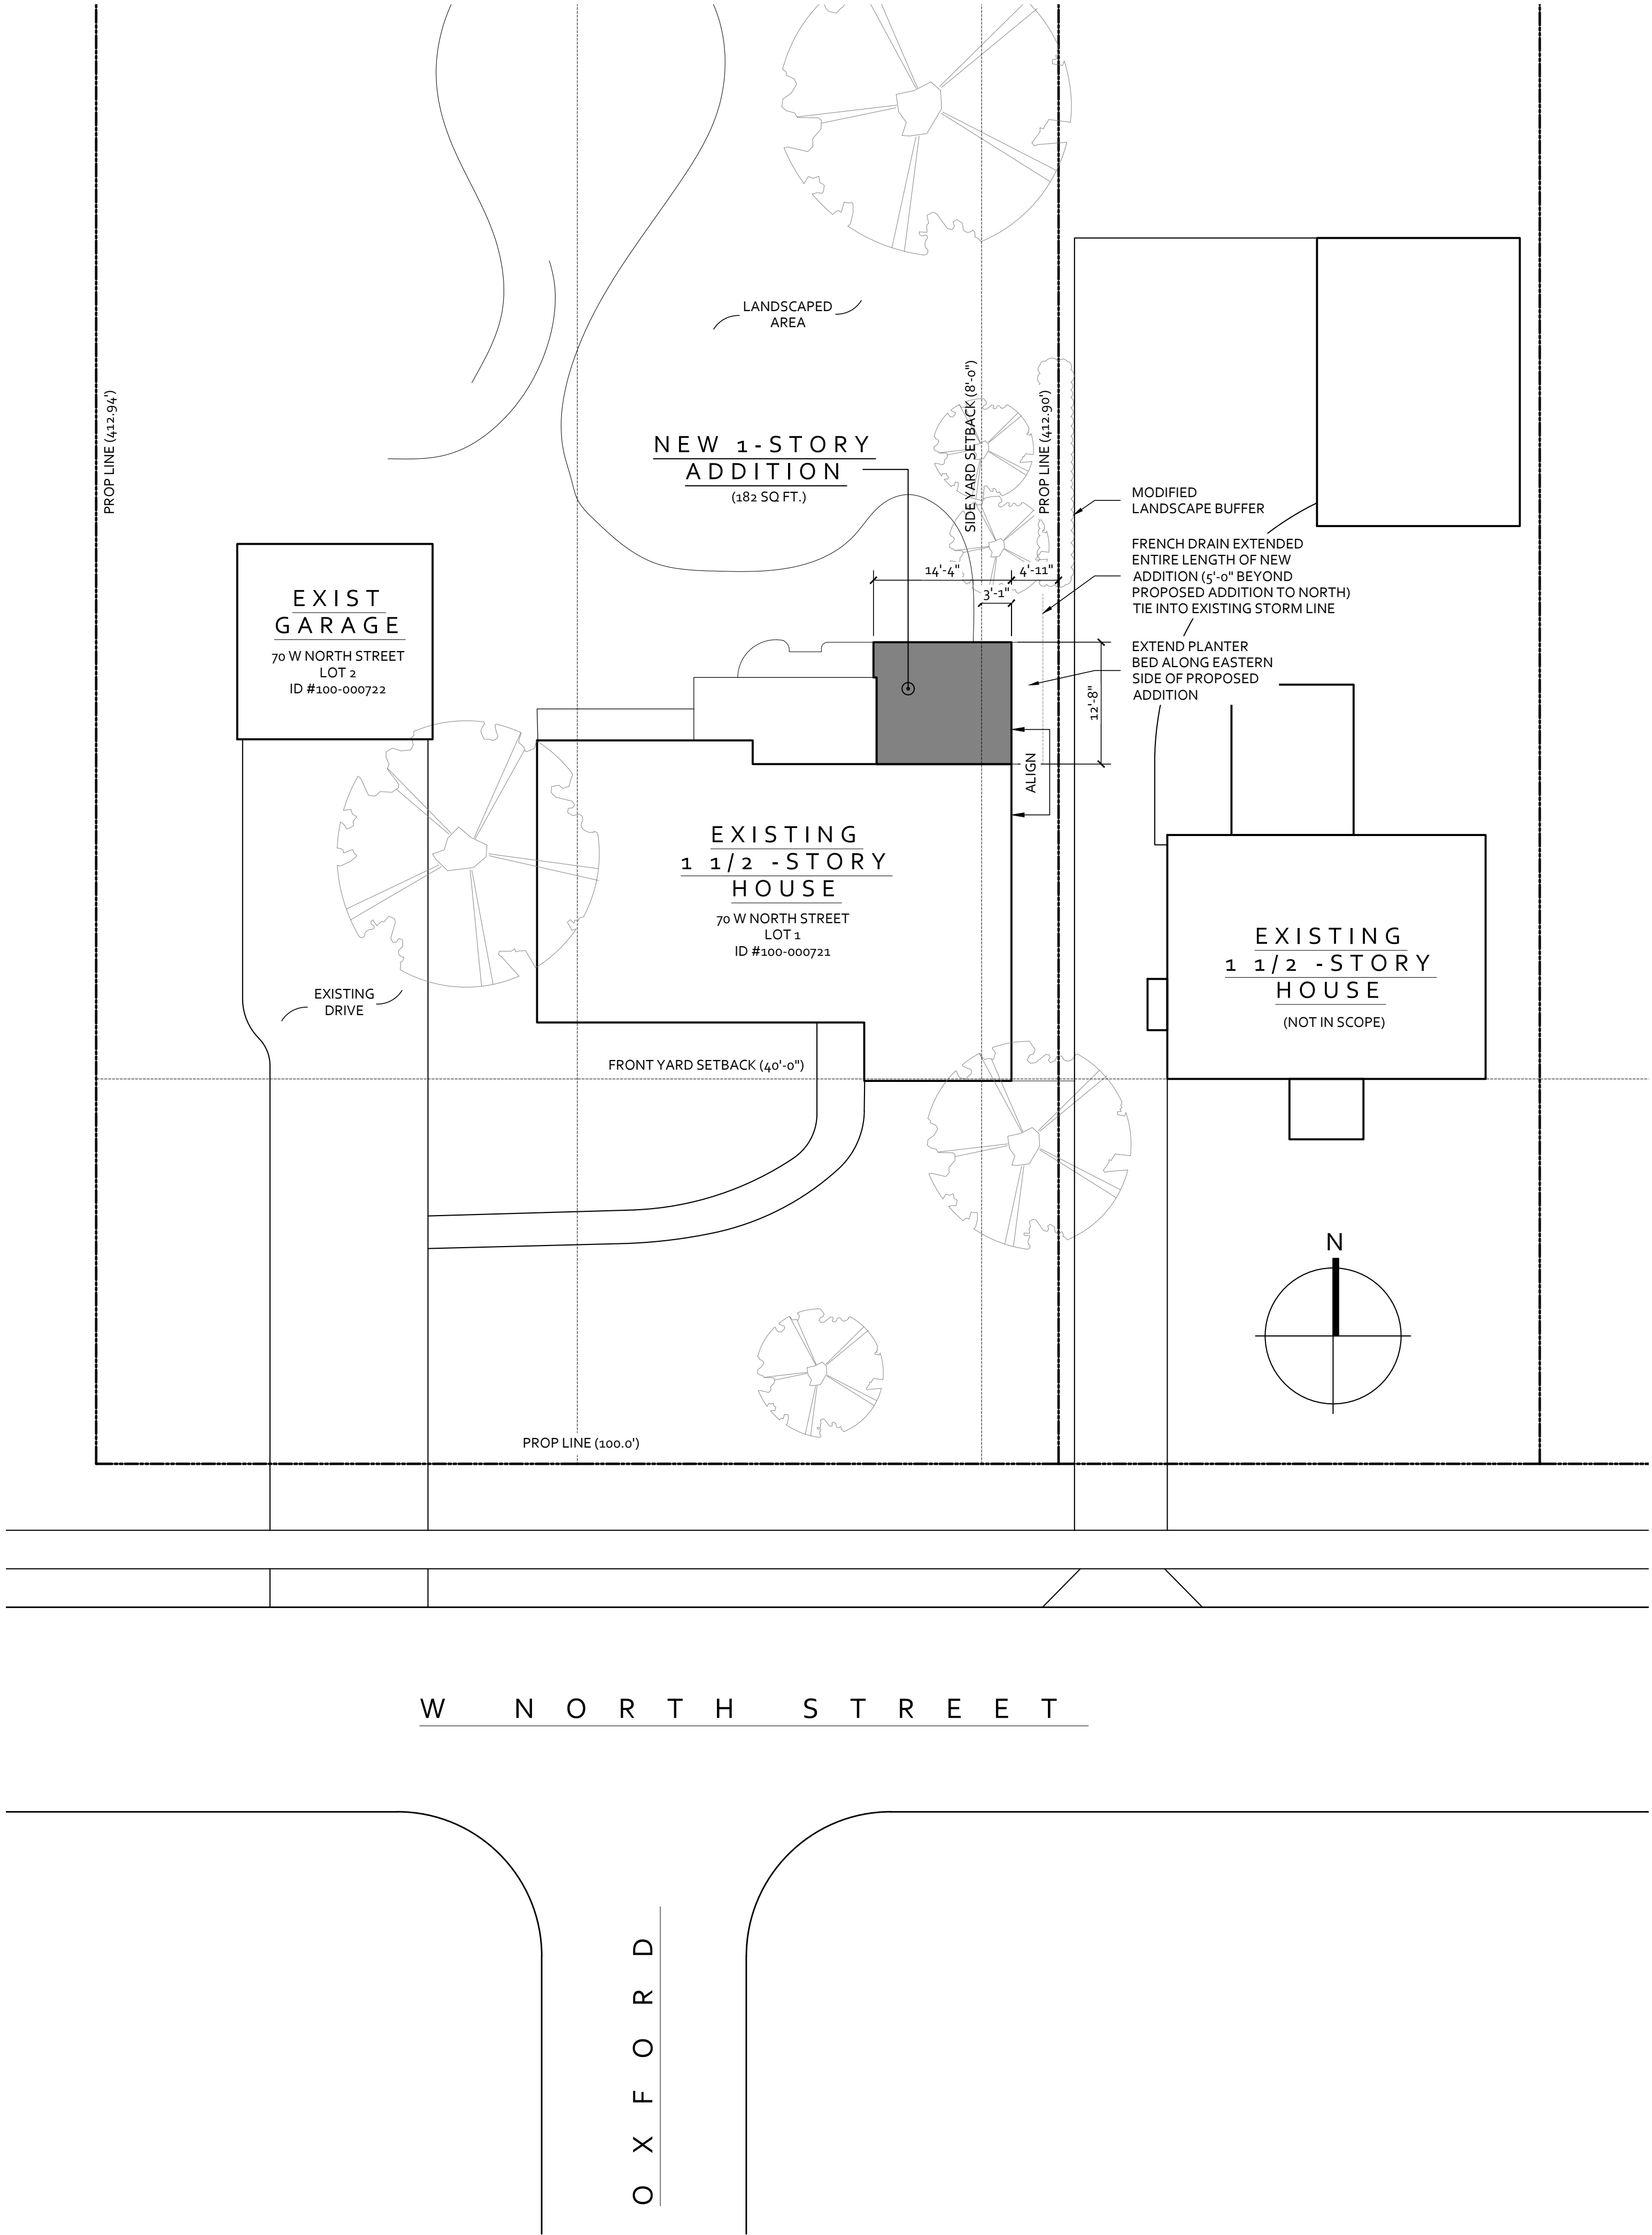 LANDSCAPED
AREA
PROP LINE (412.94')
SIDE YARD SETBACK (8'-0")
PROP LINE (412.90')
NEW 1-STORY
ADDITION
(182 SQ FT.)
MODIFIED
LANDSCAPE BUFFER
FRENCH DRAIN EXTENDED
ENTIRE LENGTH OF NEW
ADDITION (5'-0" BEYOND
PROPOSED ADDITION TO NORTH)
TIE INTO EXISTING STORM LINE
14'-4"
4'-11"
3'-1"
EXIST
GARAGE
70 W NORTH STREET
LOT 2
ID #100-000722
EXTEND PLANTER
BED ALONG EASTERN
SIDE OF PROPOSED
ADDITION
12'-8"
ALIGN
EXISTING
1 1/2 -STORY
HOUSE
70 W NORTH STREET
LOT 1
ID #100-000721
EXISTING
1 1/2 -STORY
HOUSE
(NOT IN SCOPE)
EXISTING
DRIVE
FRONT YARD SETBACK (40'-0")
N
PROP LINE (100.0')
W NORTH STREET
OXFORD